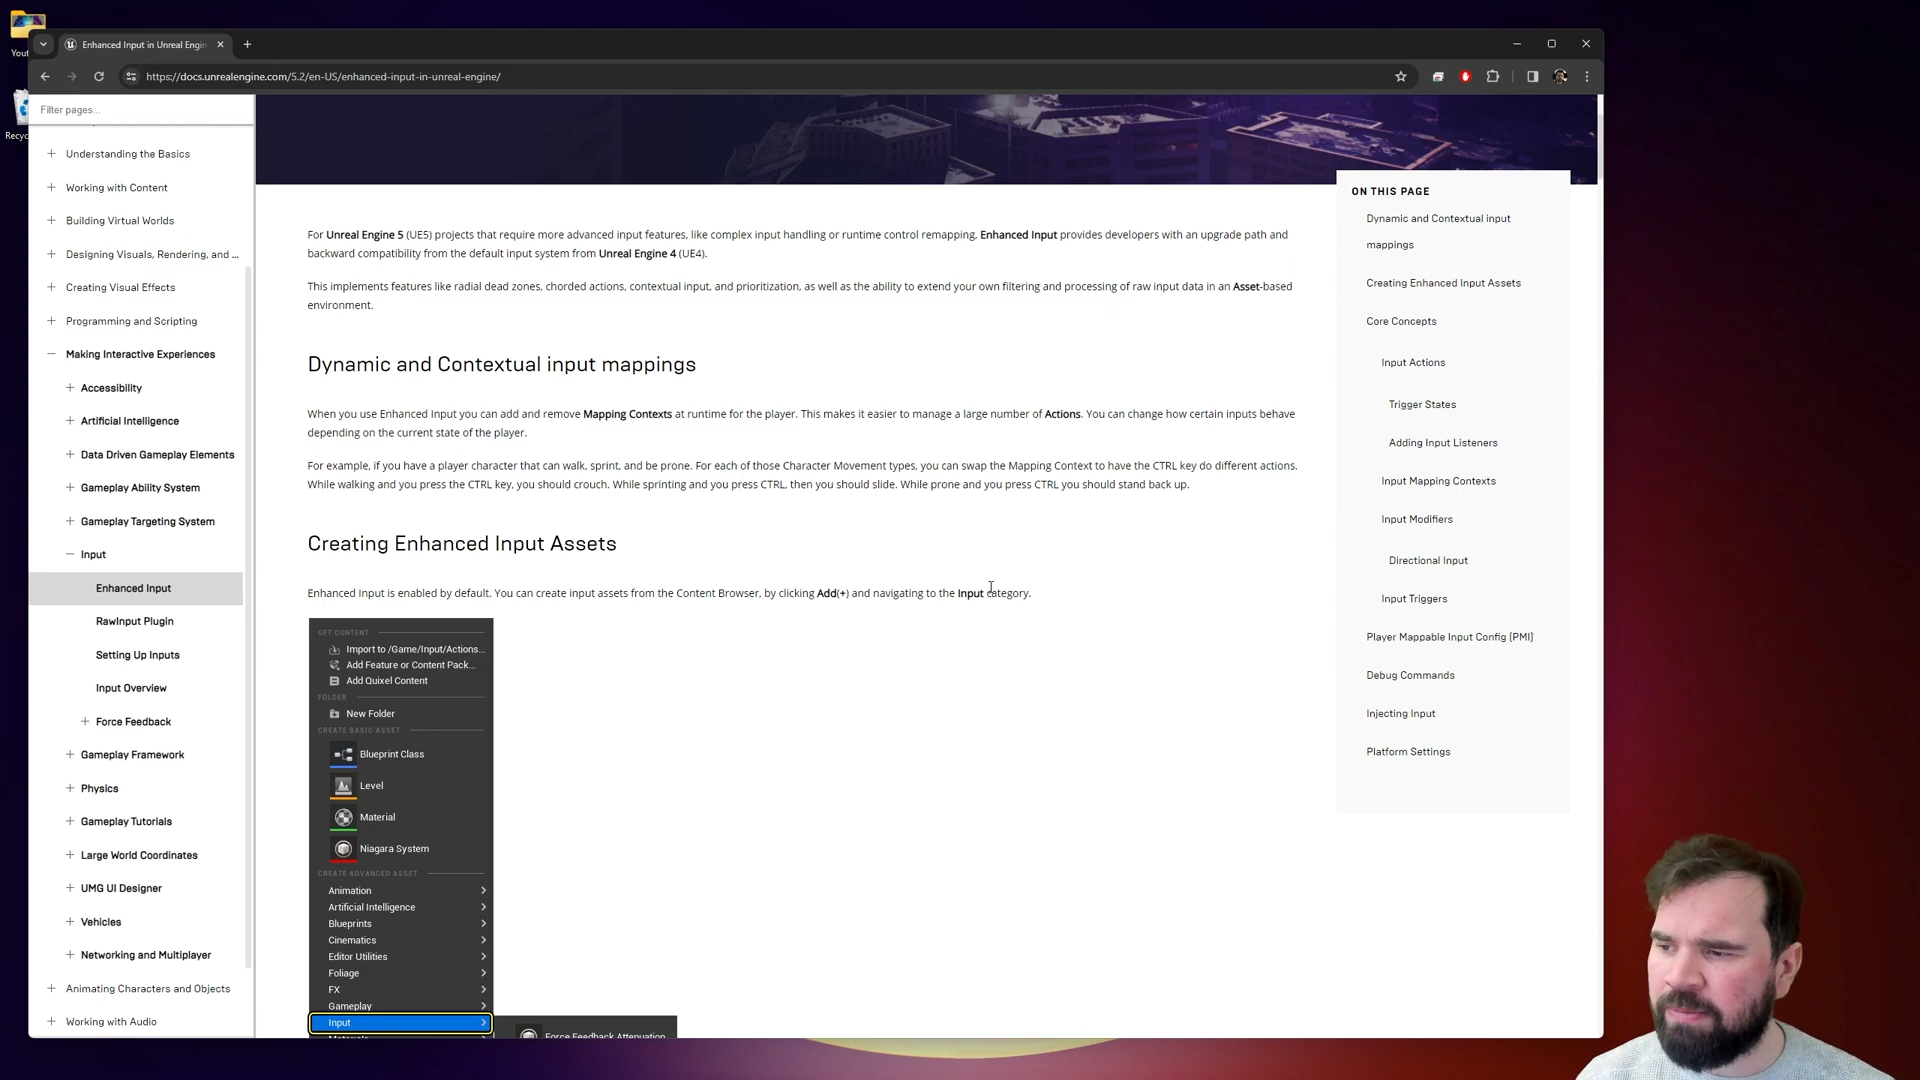 You
Recyc
Enhanced Input in Unreal Engin
https://docs.unrealengine.com/5.2/en-US/enhanced-input-in-unreal-engine/
Filter pages...
Understanding the Basics
Working with Content
Building Virtual Worlds
Designing Visuals, Rendering, and ...
Creating Visual Effects
Programming and Scripting
Making Interactive Experiences
Accessibility
Artificial Intelligence
Data Driven Gameplay Elements
Gameplay Ability System
Gameplay Targeting System
Input
Enhanced Input
RawInput Plugin
Setting Up Inputs
Input Overview
Force Feedback
Gameplay Framework
Physics
Gameplay Tutorials
Large World Coordinates
UMG UI Designer
Vehicles
Networking and Multiplayer
Animating Characters and Objects
Working with Audio
For Unreal Engine 5 (UE5) projects that require more advanced input features, like complex input handling or runtime control remapping, Enhanced Input provides developers with an upgrade path and
backward compatibility from the default input system from Unreal Engine 4 (UE4).
This implements features like radial dead zones, chorded actions, contextual input, and prioritization, as well as the ability to extend your own filtering and processing of raw input data in an Asset-based
environment.
Dynamic and Contextual input mappings
When you use Enhanced Input you can add and remove Mapping Contexts at runtime for the player. This makes it easier to manage a large number of Actions. You can change how certain inputs behave
depending on the current state of the player.
For example, if you have a player character that can walk, sprint, and be prone. For each of those Character Movement types, you can swap the Mapping Context to have the CTRL key do different actions.
While walking and you press the CTRL key, you should crouch. While sprinting and you press CTRL, then you should slide. While prone and you press CTRL you should stand back up.
Creating Enhanced Input Assets
Enhanced Input is enabled by default. You can create input assets from the Content Browser, by clicking Add(+) and navigating to the Input category.
GET CONTENT
Import to /Game/Input/Actions...
Add Feature or Content Pack...
Add Quixel Content
FOLDER
New Folder
CREATE BASIC ASSET
Blueprint Class
Level
Material
Niagara System
CREATE ADVANCED ASSET
Animation
Artificial Intelligence
Blueprints
Cinematics
Editor Utilities
Foliage
FX
Gameplay
Input
Force Feedback Attenuation
ON THIS PAGE
Dynamic and Contextual input
mappings
Creating Enhanced Input Assets
Core Concepts
Input Actions
Trigger States
Adding Input Listeners
Input Mapping Contexts
Input Modifiers
Directional Input
Input Triggers
Player Mappable Input Config (PMI)
Debug Commands
Injecting Input
Platform Settings